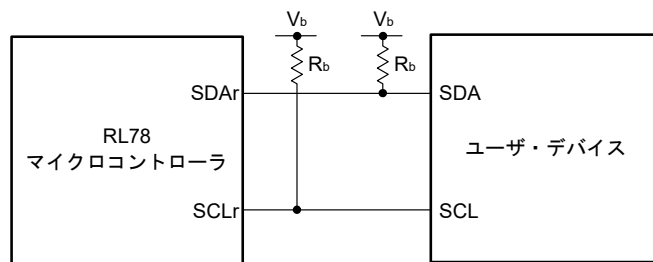 Vb Vb
Rb Rb
SDAr SDA
RL78
マイクロコントローラ
ユーザ・デバイス
SCLr SCL